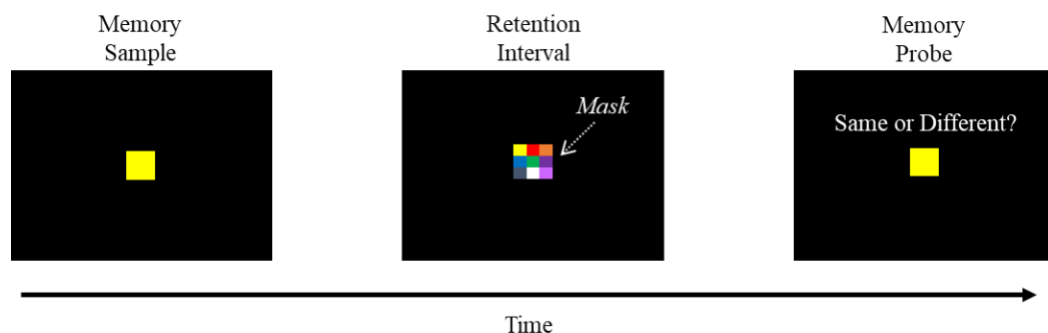 Memory
Sample
Retention
Interval
Memory
Probe
Mask
Same or Different?
Time